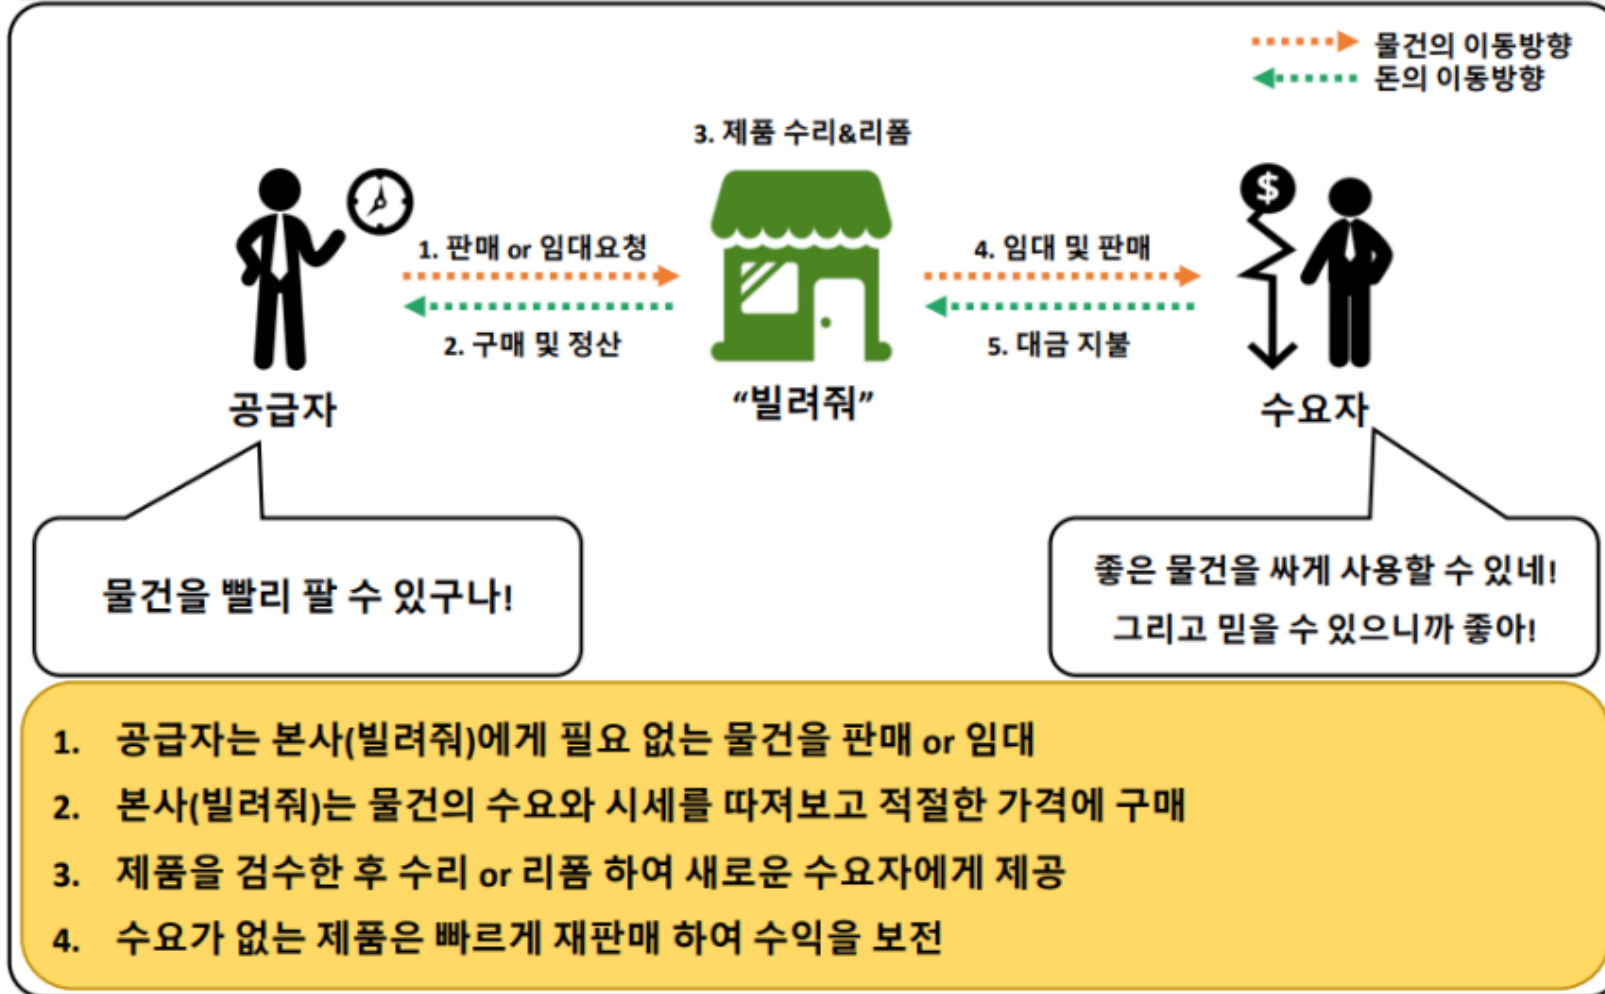 물건의 이동방향
돈의 이동방향
3. 제품 수리&리폼
$
1. 판매 or 임대요청
4. 임대 및 판매
2. 구매 및 정산
5. 대금 지불
공급자
“빌려줘”
수요자
물건을 빨리 팔 수 있구나!
좋은 물건을 싸게 사용할 수 있네!
그리고 믿을 수 있으니까 좋아!
1. 공급자는 본사(빌려줘)에게 필요 없는 물건을 판매 or 임대
2. 본사(빌려줘)는 물건의 수요와 시세를 따져보고 적절한 가격에 구매
3. 제품을 검수한 후 수리 or 리폼 하여 새로운 수요자에게 제공
4. 수요가 없는 제품은 빠르게 재판매 하여 수익을 보전